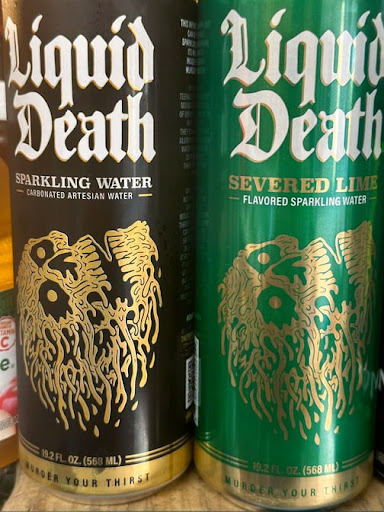 Liquid
Death
SPARKLING WATER
CARBONATED ARTESIAN WATER
19.2 FL. OZ. (568 ML)
MURDER YOUR THIRST
Liquid
Death
SEVERED LIME
FLAVORED SPARKLING WATER
19.2 FL. OZ. (568 ML)
MURDER YOUR THIRST
C
e.